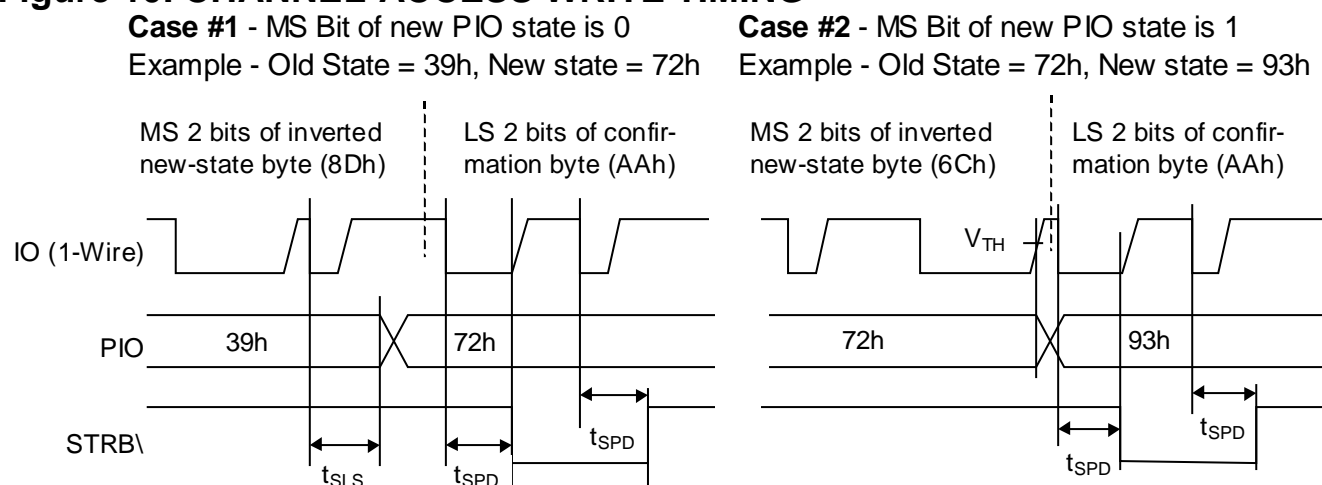 Case #1 - MS Bit of new PIO state is 0
Example - Old State = 39h, New state = 72h
Case #2 - MS Bit of new PIO state is 1
Example - Old State = 72h, New state = 93h
MS 2 bits of inverted
new-state byte (8Dh)
LS 2 bits of confir-
mation byte (AAh)
MS 2 bits of inverted
new-state byte (6Ch)
LS 2 bits of confir-
mation byte (AAh)
IO (1-Wire)
VTH
PIO
39h
72h
72h
93h
STRB\
tSLS
tSPD
tSPD
tSPD
tSPD